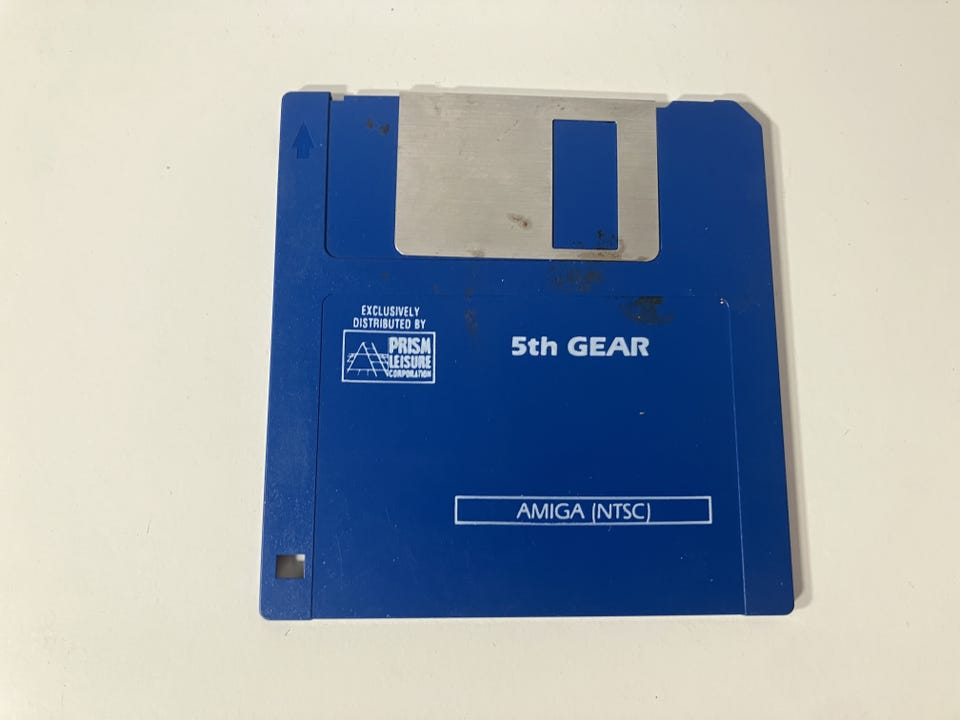 EXCLUSIVELY
DISTRIBUTED BY
PRISM
LEISURE
CORPORATION
5th GEAR
AMIGA (NTSC)